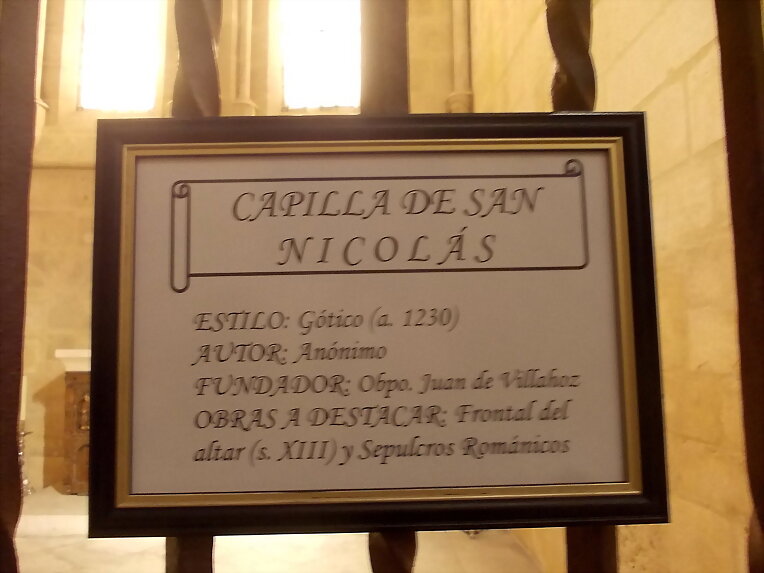 CAPILLA DE SAN
NICOLÁS
ESTILO: Gótico (a. 1230)
AUTOR: Anónimo
FUNDADOR: Obpo. Juan de Villahoz
OBRAS A DESTACAR: Frontal del
altar (s. XIII) y Sepulcros Románicos